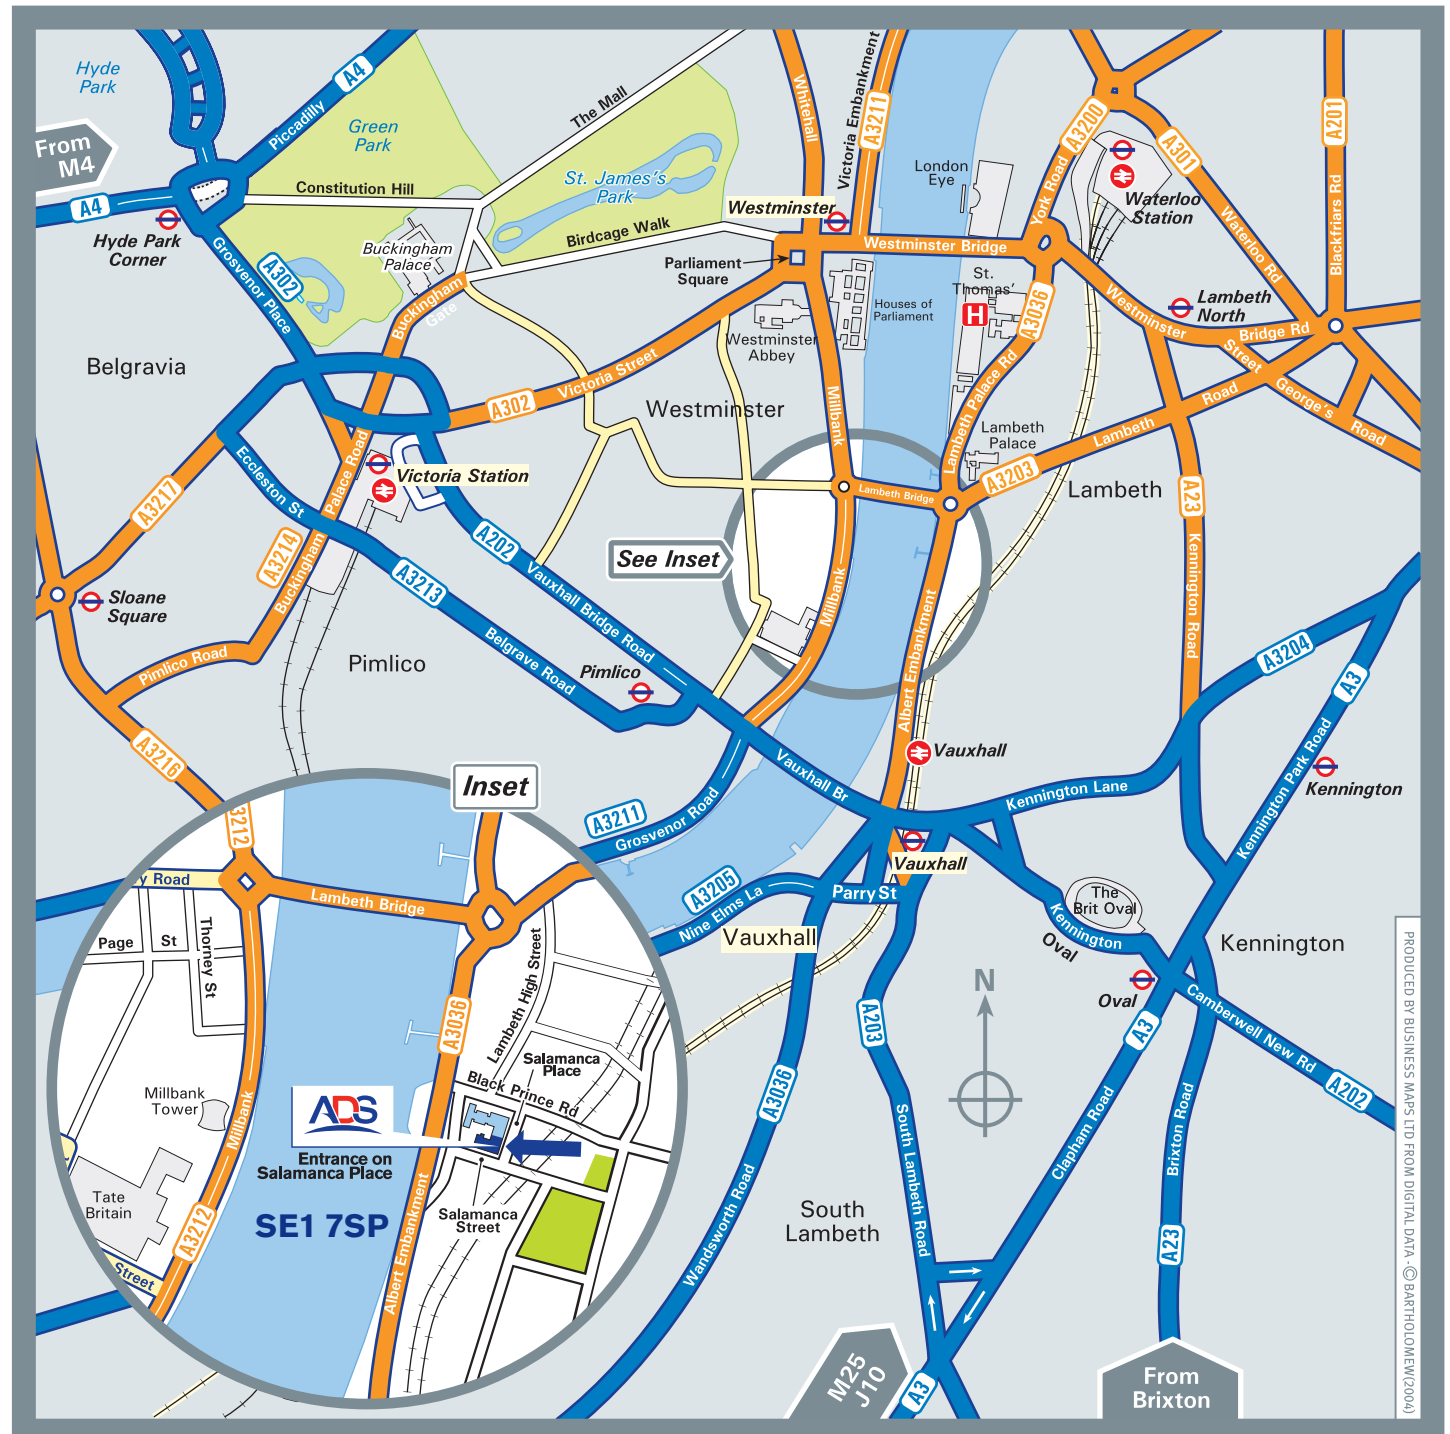 Hyde
Park
From
M4
A4
Piccadilly
A4
Green
Park
The Mall
Constitution Hill
St. James's
Park
Birdcage Walk
Buckingham
Palace
Hyde Park
Corner
A302
Grosvenor Place
Buckingham
Gate
Whitehall
Victoria Embankment
A3211
Westminster
Westminster Bridge
Parliament
Square
Houses of
Parliament
Westminster
Abbey
London
Eye
York Road
A3200
Waterloo
Station
A301
Waterloo Rd
A201
Blackfriars Rd
St.
Thomas'
H
A3036
Lambeth Palace Rd
Westminster
Bridge Rd
Lambeth
North
Street
George's
Road
Lambeth
Road
A3203
Lambeth
Palace
Lambeth
Belgravia
Westminster
Victoria Street
A302
Millbank
Lambeth Bridge
Victoria Station
Palace Road
Buckingham
A3214
Eccleston St
A3217
Sloane
Square
Pimlico Road
A3216
A3213
Belgrave Road
A202
Vauxhall Bridge Road
Pimlico
Pimlico
See Inset
Millbank
Albert Embankment
A23
Kennington Road
A3204
A3
Kennington Park Road
Kennington
Kennington Lane
Vauxhall
Vauxhall Br
Vauxhall
A3211
Grosvenor Road
A3205
Nine Elms La
Parry St
Vauxhall
The
Brit Oval
Kennington
Oval
Oval
Kennington
Camberwell New Rd
A202
A3
Clapham Road
Brixton Road
A23
A203
South Lambeth Road
A3036
Wandsworth Road
South
Lambeth
N
M25
J10
A3
From
Brixton
Inset
A3212
y Road
Lambeth Bridge
Page
St
Thorney St
Millbank
Millbank
Tower
Tate
Britain
A3212
Street
A3036
Lambeth High Street
Salamanca
Place
Black Prince Rd
ADS
Entrance on
Salamanca Place
SE1 7SP
Salamanca
Street
Albert Embankment
PRODUCED BY BUSINESS MAPS LTD FROM DIGITAL DATA - © BARTHOLOMEW(2004)